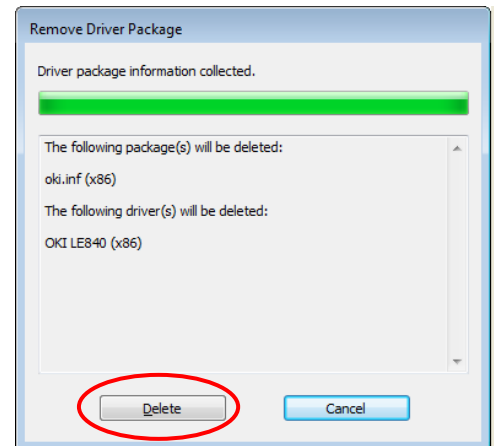 Remove Driver Package
Driver package information collected.
The following package(s) will be deleted:
oki.inf (x86)
The following driver(s) will be deleted:
OKI LE840 (x86)
Delete
Cancel